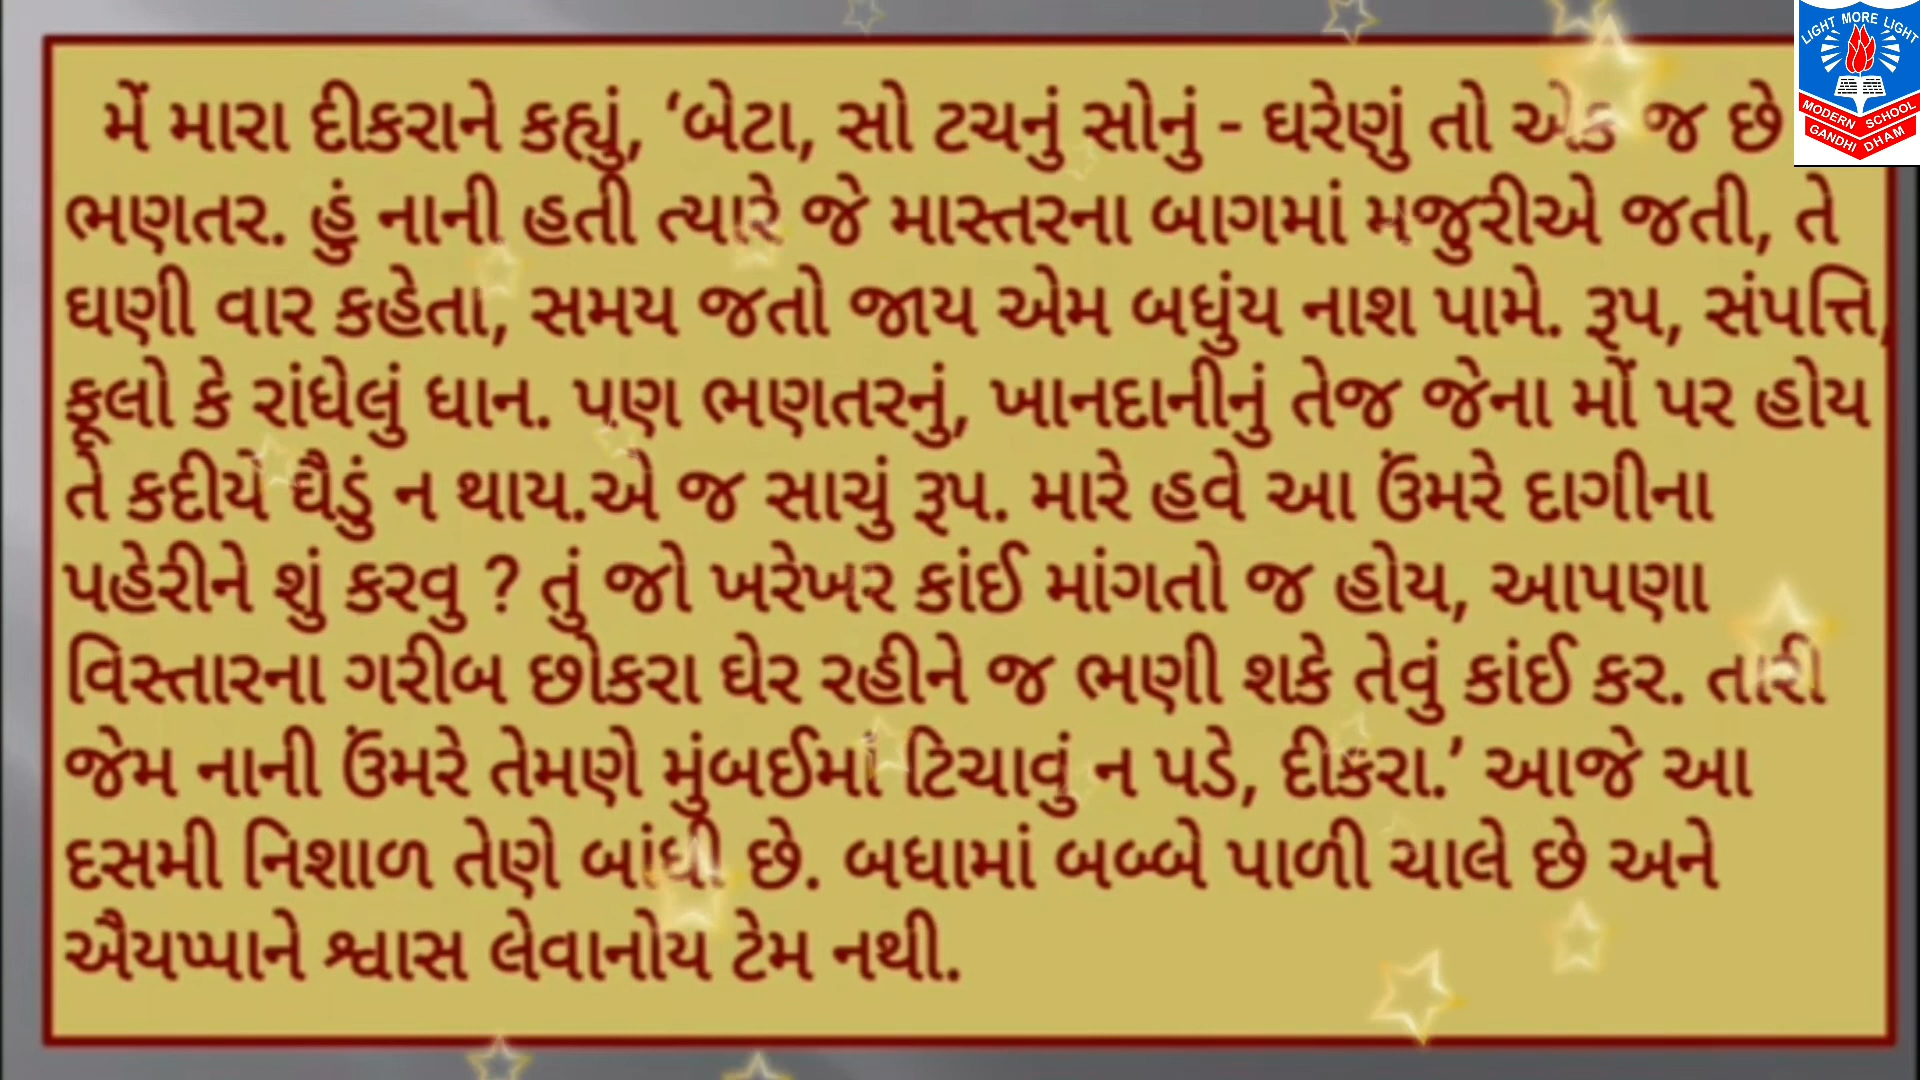 મેં મારા દીકરાને કહ્યું, ‘બેટા, સો ટચનું સોનું - ઘરેણું તો એક જ છે
ભણતર. હું નાની હતી ત્યારે જે માસ્તરના બાગમાં મજુરીએ જતી, તે
ઘણી વાર કહેતા, સમય જતો જાય એમ બધુંય નાશ પામે. રૂપ, સંપત્તિ,
ફૂલો કે રાંધેલું ધાન. પણ ભણતરનું, ખાનદાનીનું તેજ જેના મોં પર હોય
તે કદીયે ઘૈડું ન થાય.એ જ સાચું રૂપ. મારે હવે આ ઉંમરે દાગીના
પહેરીને શું કરવુ ? તું જો ખરેખર કાંઈ માંગતો જ હોય, આપણા
વિસ્તારના ગરીબ છોકરા ઘેર રહીને જ ભણી શકે તેવું કાંઈ કર. તારી
જેમ નાની ઉંમરે તેમણે મુંબઈમાં ટિચાવું ન પડે, દીકરા.’ આજે આ
દસમી નિશાળ તેણે બાંધી છે. બધામાં બબ્બે પાળી ચાલે છે અને
ઐયપ્પાને શ્વાસ લેવાનોય ટેમ નથી.
LIGHT MORE LIGHT
MODERN SCHOOL
GANDHI DHAM